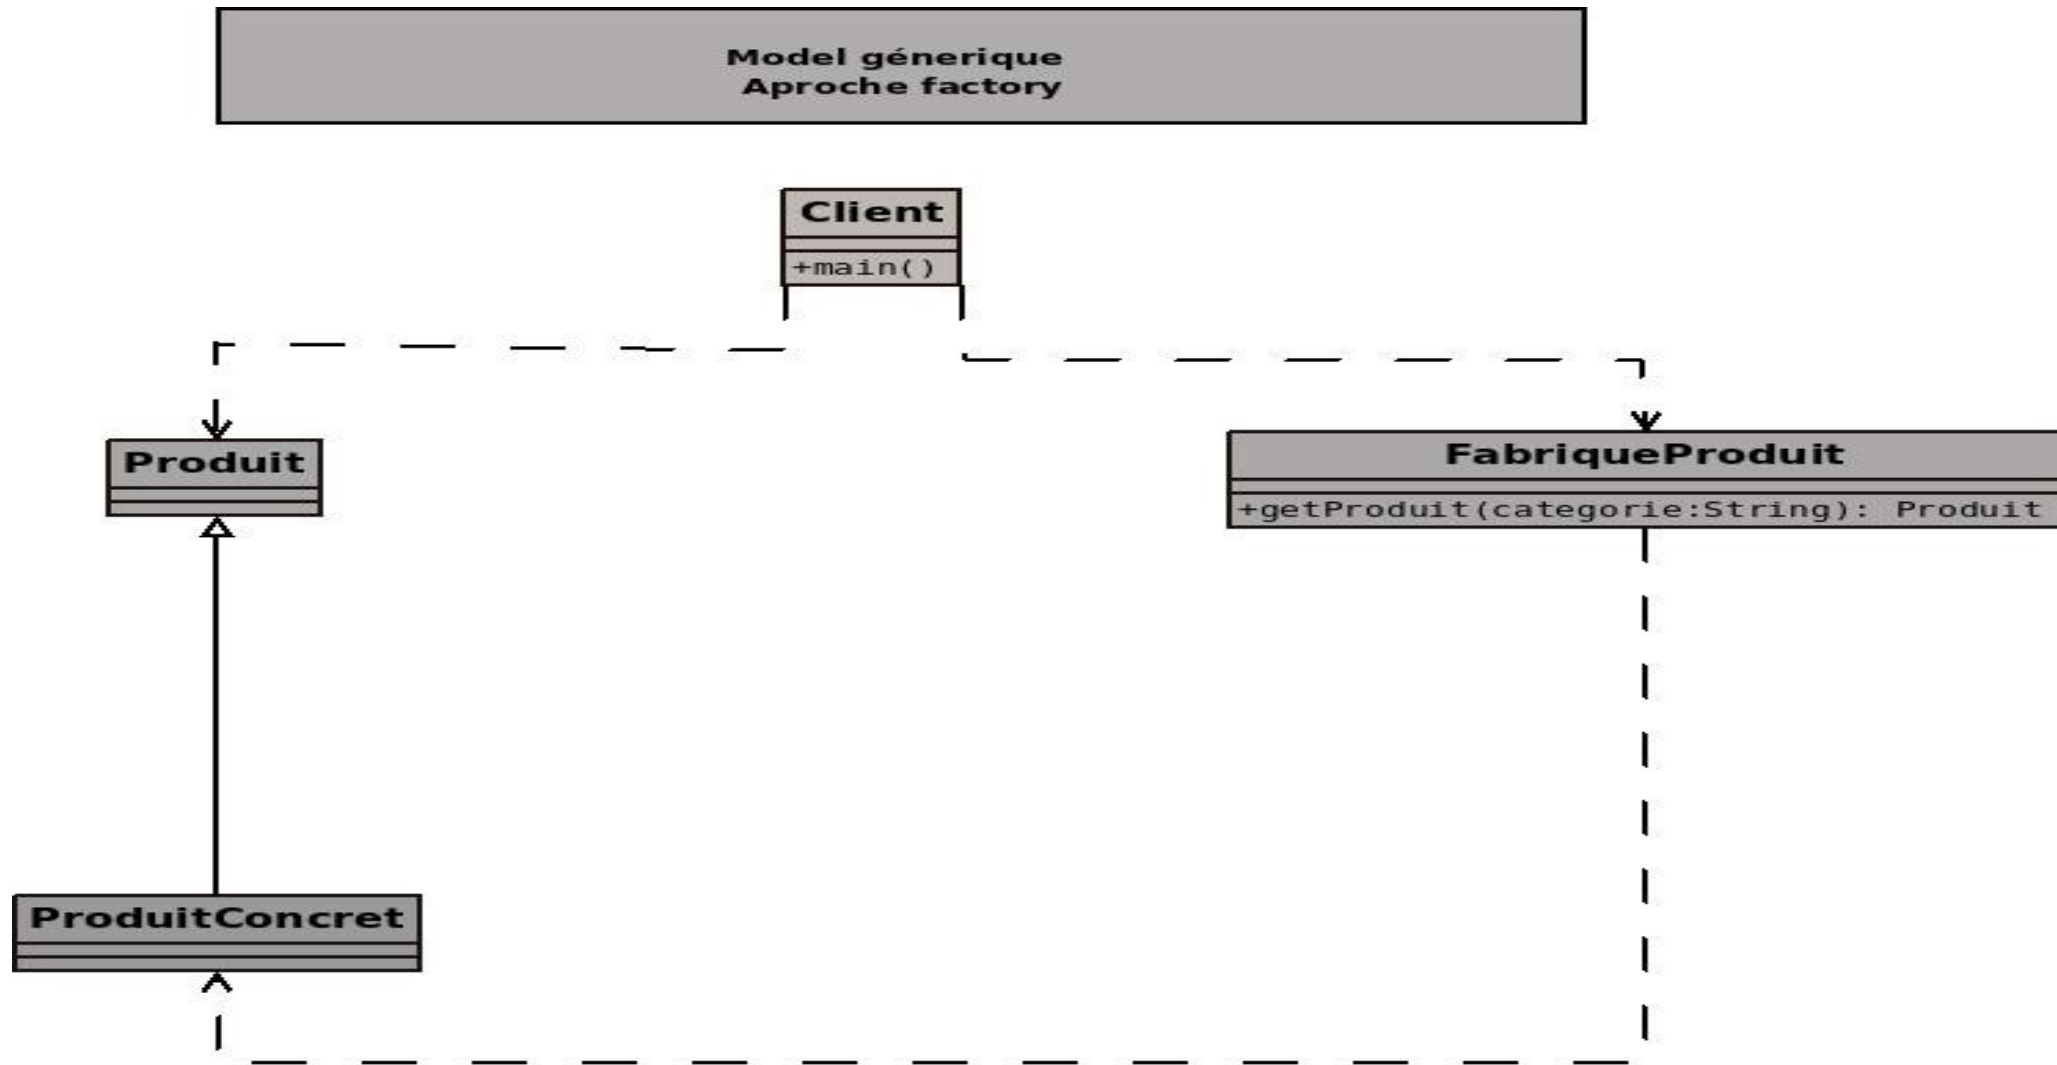 Model génerique
Aproche factory
Client
+main()
Produit
FabriqueProduit
+getProduit(categorie:String): Produit
ProduitConcret